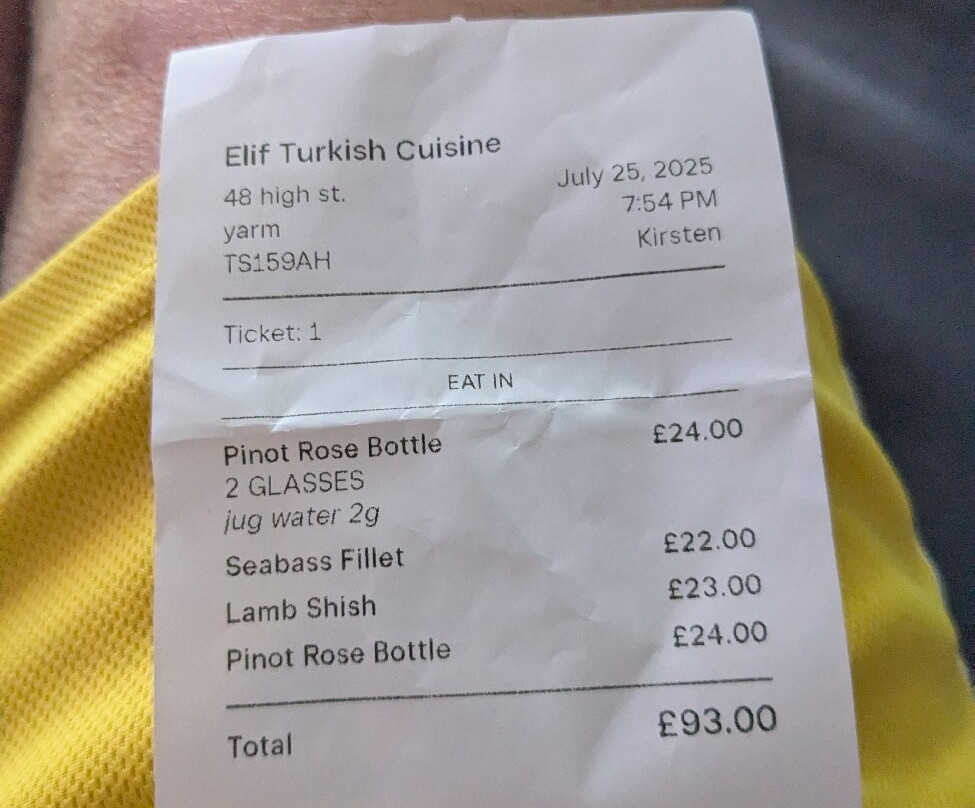 Elif Turkish Cuisine
48 high st.
yarm
TS159AH
July 25, 2025
7:54 PM
Kirsten
Ticket: 1
EAT IN
Pinot Rose Bottle £24.00
2 GLASSES
jug water 2g
Seabass Fillet £22.00
Lamb Shish £23.00
Pinot Rose Bottle £24.00
Total £93.00